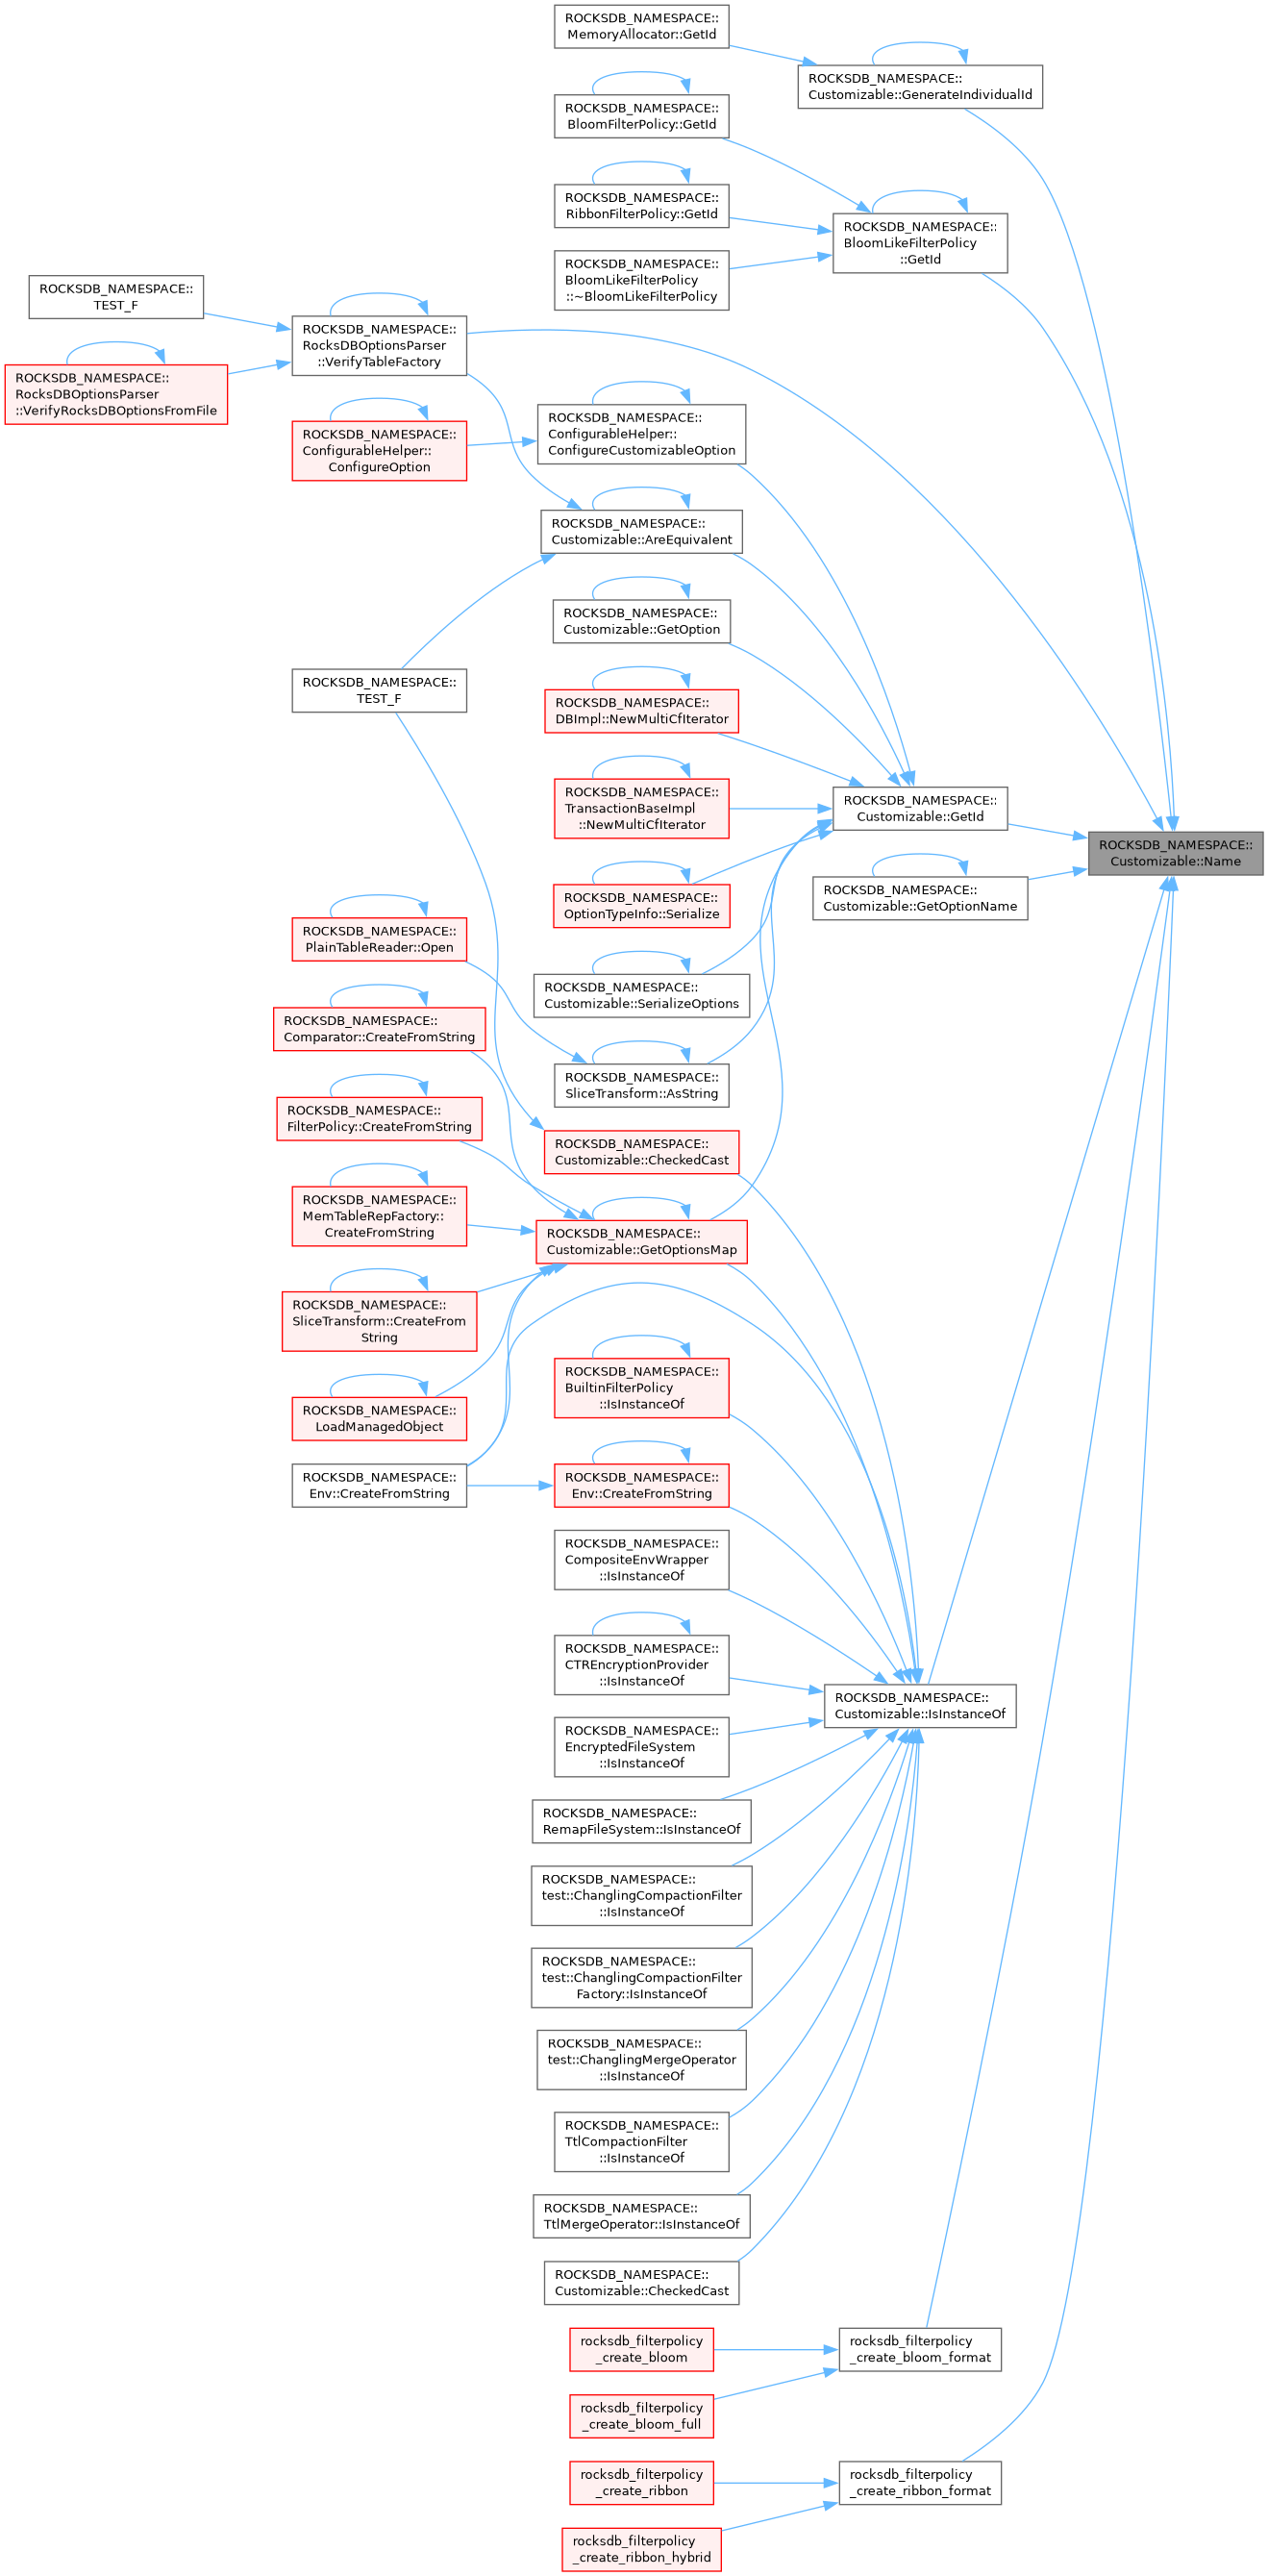 ROCKSDB_NAMESPACE::
MemoryAllocator::GetId
ROCKSDB_NAMESPACE::
Customizable::GenerateIndividualId
ROCKSDB_NAMESPACE::
BloomFilterPolicy::GetId
ROCKSDB_NAMESPACE::
RibbonFilterPolicy::GetId
ROCKSDB_NAMESPACE::
BloomLikeFilterPolicy
::GetId
ROCKSDB_NAMESPACE::
BloomLikeFilterPolicy
::~BloomLikeFilterPolicy
ROCKSDB_NAMESPACE::
TEST_F
ROCKSDB_NAMESPACE::
RocksDBOptionsParser
::VerifyTableFactory
ROCKSDB_NAMESPACE::
RocksDBOptionsParser
::VerifyRocksDBOptionsFromFile
ROCKSDB_NAMESPACE::
ConfigurableHelper::
ConfigureCustomizableOption
ROCKSDB_NAMESPACE::
ConfigurableHelper::
ConfigureOption
ROCKSDB_NAMESPACE::
Customizable::AreEquivalent
ROCKSDB_NAMESPACE::
Customizable::GetOption
ROCKSDB_NAMESPACE::
TEST_F
ROCKSDB_NAMESPACE::
DBImpl::NewMultiCfIterator
ROCKSDB_NAMESPACE::
TransactionBaseImpl
::NewMultiCfIterator
ROCKSDB_NAMESPACE::
Customizable::GetId
ROCKSDB_NAMESPACE::
Customizable::Name
ROCKSDB_NAMESPACE::
OptionTypeInfo::Serialize
ROCKSDB_NAMESPACE::
Customizable::GetOptionName
ROCKSDB_NAMESPACE::
PlainTableReader::Open
ROCKSDB_NAMESPACE::
Customizable::SerializeOptions
ROCKSDB_NAMESPACE::
Comparator::CreateFromString
ROCKSDB_NAMESPACE::
SliceTransform::AsString
ROCKSDB_NAMESPACE::
FilterPolicy::CreateFromString
ROCKSDB_NAMESPACE::
Customizable::CheckedCast
ROCKSDB_NAMESPACE::
MemTableRepFactory::
CreateFromString
ROCKSDB_NAMESPACE::
Customizable::GetOptionsMap
ROCKSDB_NAMESPACE::
SliceTransform::CreateFrom
String
ROCKSDB_NAMESPACE::
BuiltinFilterPolicy
::IsInstanceOf
ROCKSDB_NAMESPACE::
LoadManagedObject
ROCKSDB_NAMESPACE::
Env::CreateFromString
ROCKSDB_NAMESPACE::
Env::CreateFromString
ROCKSDB_NAMESPACE::
CompositeEnvWrapper
::IsInstanceOf
ROCKSDB_NAMESPACE::
CTREncryptionProvider
::IsInstanceOf
ROCKSDB_NAMESPACE::
Customizable::IsInstanceOf
ROCKSDB_NAMESPACE::
EncryptedFileSystem
::IsInstanceOf
ROCKSDB_NAMESPACE::
RemapFileSystem::IsInstanceOf
ROCKSDB_NAMESPACE::
test::ChanglingCompactionFilter
::IsInstanceOf
ROCKSDB_NAMESPACE::
test::ChanglingCompactionFilter
Factory::IsInstanceOf
ROCKSDB_NAMESPACE::
test::ChanglingMergeOperator
::IsInstanceOf
ROCKSDB_NAMESPACE::
TtlCompactionFilter
::IsInstanceOf
ROCKSDB_NAMESPACE::
TtlMergeOperator::IsInstanceOf
ROCKSDB_NAMESPACE::
Customizable::CheckedCast
rocksdb_filterpolicy
_create_bloom
rocksdb_filterpolicy
_create_bloom_format
rocksdb_filterpolicy
_create_bloom_full
rocksdb_filterpolicy
_create_ribbon
rocksdb_filterpolicy
_create_ribbon_format
rocksdb_filterpolicy
_create_ribbon_hybrid